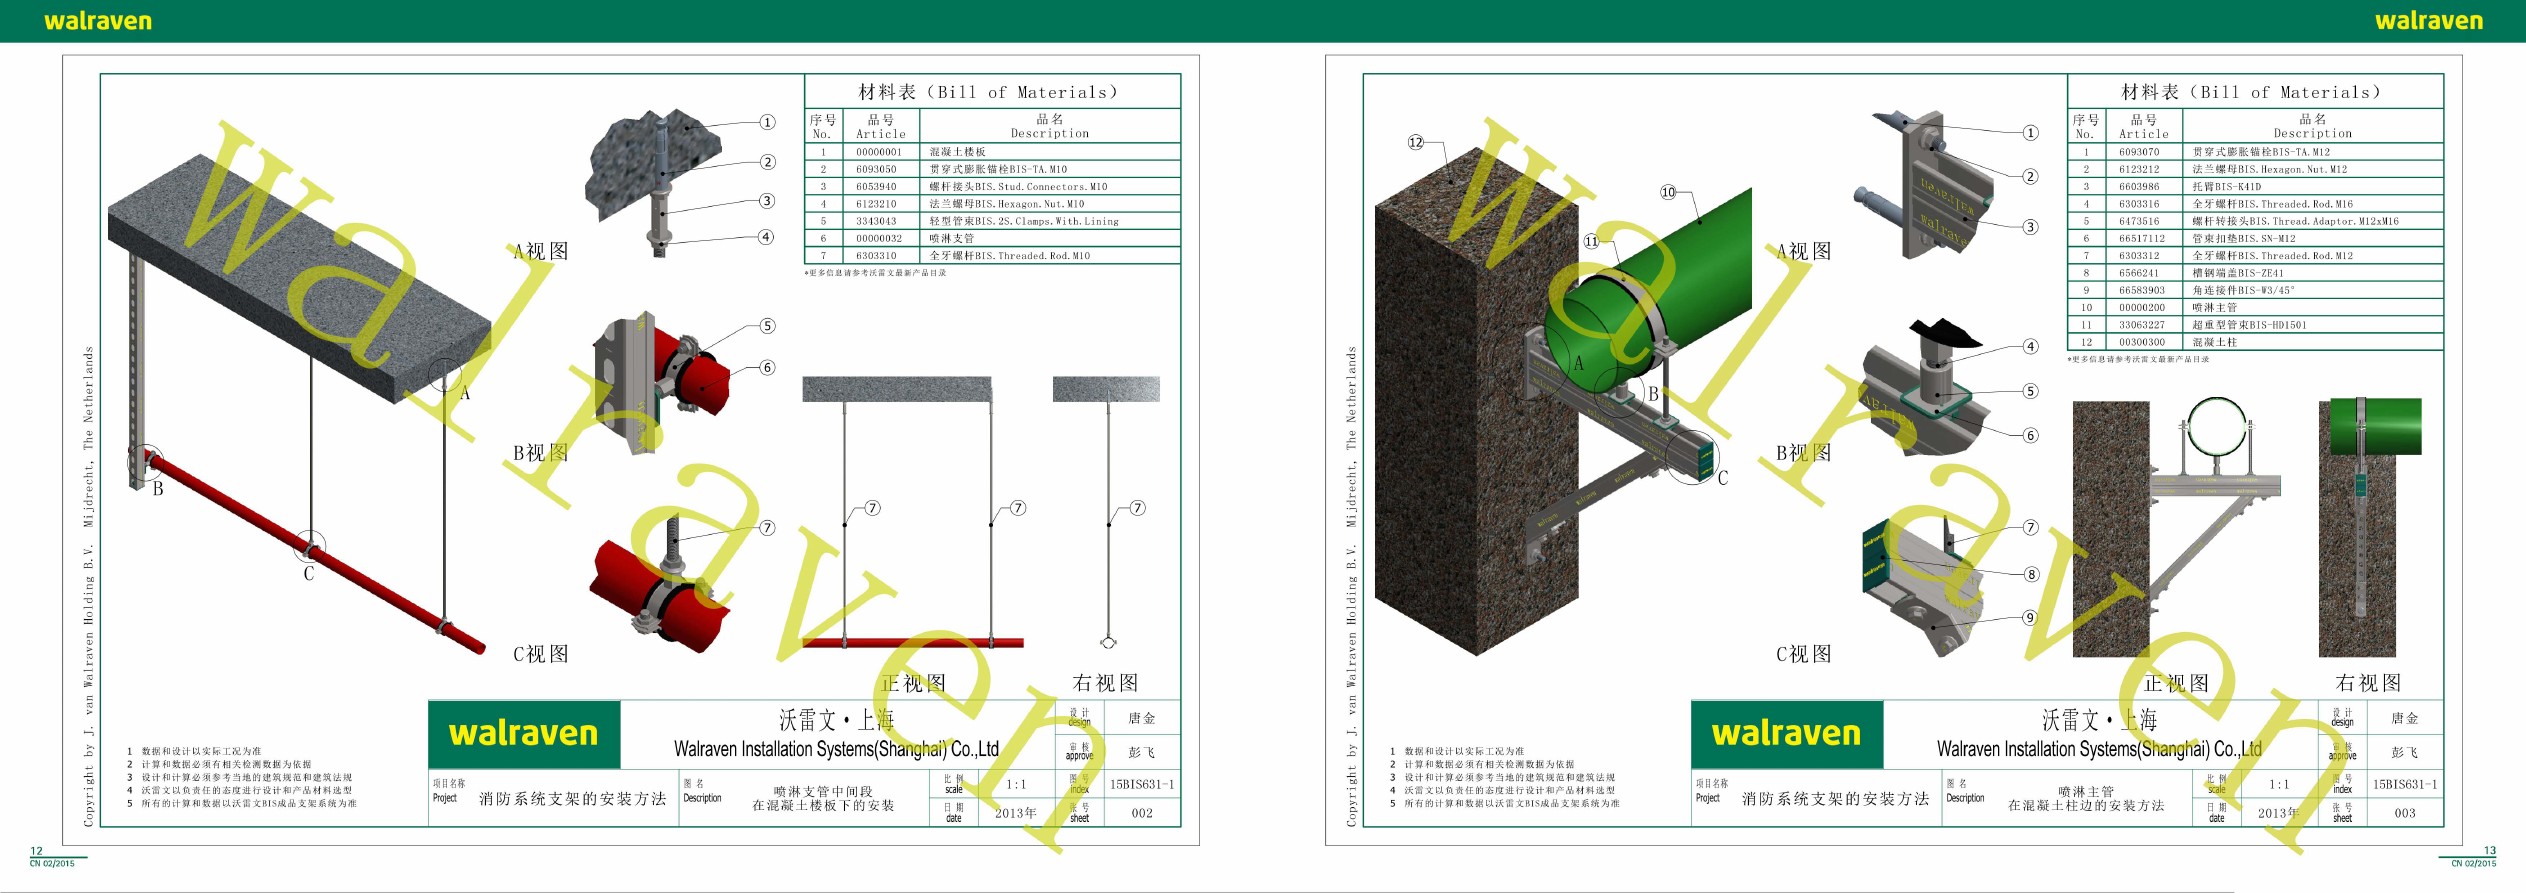 walraven
walraven
材料表（Bill of Materials）
序号 品号 品名
No. Article Description
1 00000001 混凝土楼板
2 6093050 贯穿式膨胀锚栓BIS-TA.M10
3 6053940 螺杆接头BIS.Stud.Connectors.M10
4 6123210 法兰螺母BIS.Hexagon.Nut.M10
5 3343043 轻型管束BIS.2S.Clamps.With.Lining
6 00000032 喷淋支管
7 6303310 全牙螺杆BIS.Threaded.Rod.M10
*更多信息请参考沃雷文最新产品目录
1
2
3
4
A视图
5
6
B视图
7
C视图
A
B
C
7
7
7
正视图
右视图
walraven
Copyright by J. van Walraven Holding B.V. Mijdrecht, The Netherlands
1 数据和设计以实际工况为准
2 计算和数据必须有相关检测数据为依据
3 设计和计算必须参考当地的建筑规范和建筑法规
4 沃雷文以负责任的态度进行设计和产品材料选型
5 所有的计算和数据以沃雷文BIS成品支架系统为准
walraven
沃雷文·上海
Walraven Installation Systems(Shanghai) Co.,Ltd
设计 唐金
design
审核 彭飞
approve
项目名称
Project
消防系统支架的安装方法
图名
Description
喷淋支管中间段
在混凝土楼板下的安装
比例
scale
1:1
图号
index
15BIS631-1
日期
date
2013年
张号
sheet
002
12
CN 02/2015
材料表（Bill of Materials）
序号 品号 品名
No. Article Description
1 6093070 贯穿式膨胀锚栓BIS-TA.M12
2 6123212 法兰螺母BIS.Hexagon.Nut.M12
3 6603986 托臂BIS-K41D
4 6303316 全牙螺杆BIS.Threaded.Rod.M16
5 6473516 螺杆转接头BIS.Thread.Adaptor.M12xM16
6 66517112 管束扣垫BIS.SN-M12
7 6303312 全牙螺杆BIS.Threaded.Rod.M12
8 6566241 槽钢端盖BIS-ZE41
9 66583903 角连接件BIS-W3/45°
10 00000200 喷淋主管
11 33063227 超重型管束BIS-HD1501
12 00300300 混凝土柱
*更多信息请参考沃雷文最新产品目录
12
10
11
A
B
C
1
2
3
A视图
4
5
6
B视图
7
8
9
C视图
正视图
右视图
walraven
Copyright by J. van Walraven Holding B.V. Mijdrecht, The Netherlands
1 数据和设计以实际工况为准
2 计算和数据必须有相关检测数据为依据
3 设计和计算必须参考当地的建筑规范和建筑法规
4 沃雷文以负责任的态度进行设计和产品材料选型
5 所有的计算和数据以沃雷文BIS成品支架系统为准
walraven
沃雷文·上海
Walraven Installation Systems(Shanghai) Co.,Ltd
设计 唐金
design
审核 彭飞
approve
项目名称
Project
消防系统支架的安装方法
图名
Description
喷淋主管
在混凝土柱边的安装方法
比例
scale
1:1
图号
index
15BIS631-1
日期
date
2013年
张号
sheet
003
13
CN 02/2015